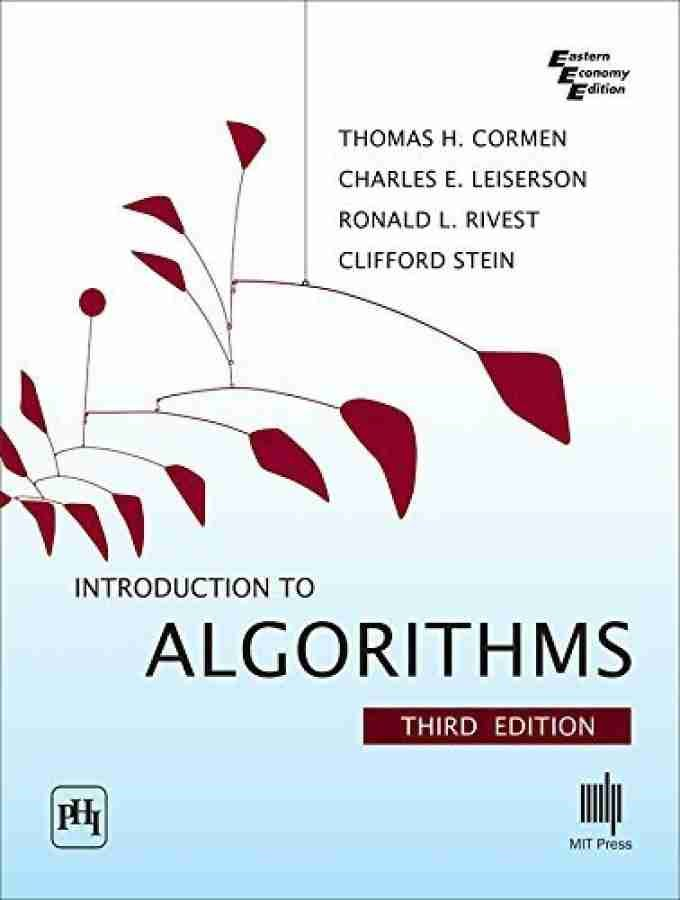 Eastern
Economy
Edition
THOMAS H. CORMEN
CHARLES E. LEISERSON
RONALD L. RIVEST
CLIFFORD STEIN
INTRODUCTION TO
ALGORITHMS
THIRD EDITION
PHI
MIT Press